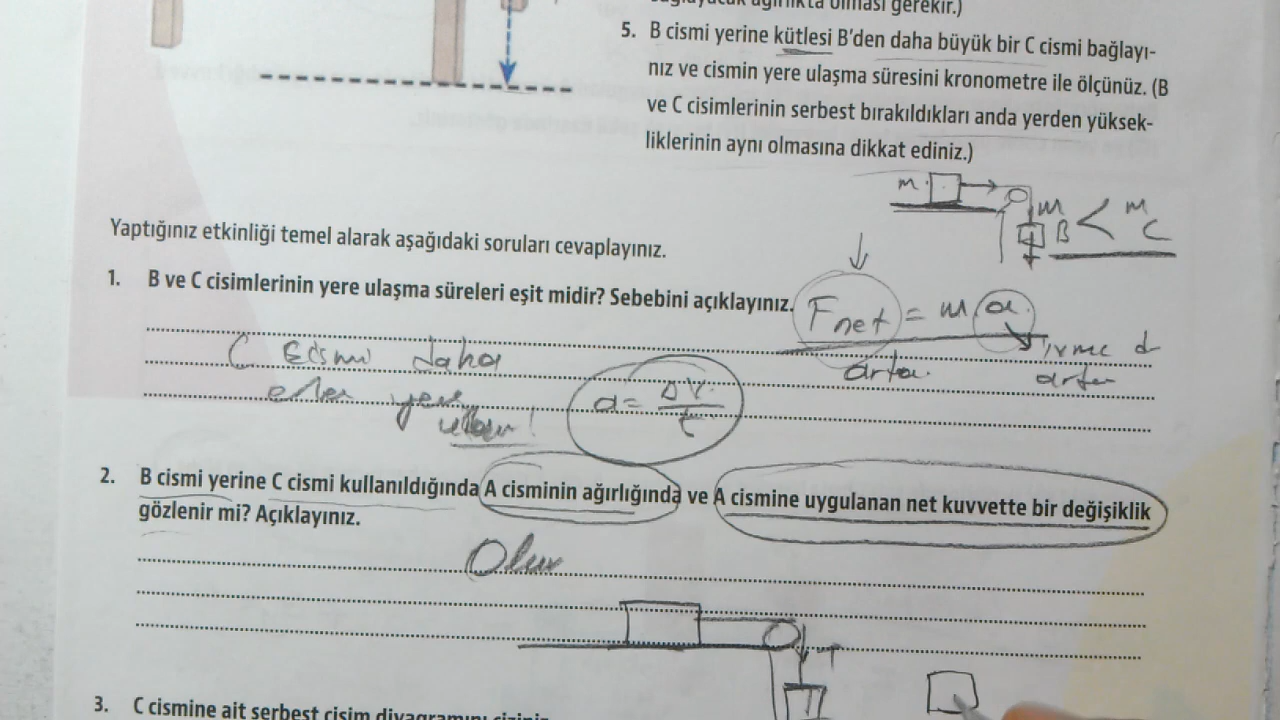 ağırlıkta olması gerekir.)
5. B cismi yerine kütlesi B'den daha büyük bir C cismi bağlayı-
nız ve cismin yere ulaşma süresini kronometre ile ölçünüz. (B
ve C cisimlerinin serbest bırakıldıkları anda yerden yüksek-
liklerinin aynı olmasına dikkat ediniz.)
m
m B < m C
Yaptığınız etkinliği temel alarak aşağıdaki soruları cevaplayınız.
1. B ve C cisimlerinin yere ulaşma süreleri eşit midir? Sebebini açıklayınız.
Fnet = m a
C cismi daha
artar
ivme de
artar
erken yere
a = ΔV / t
2. B cismi yerine C cismi kullanıldığında A cisminin ağırlığında ve A cismine uygulanan net kuvvette bir değişiklik
gözlenir mi? Açıklayınız.
Olur
T
3. C cismine ait serbest cisim diyagramını çiziniz.